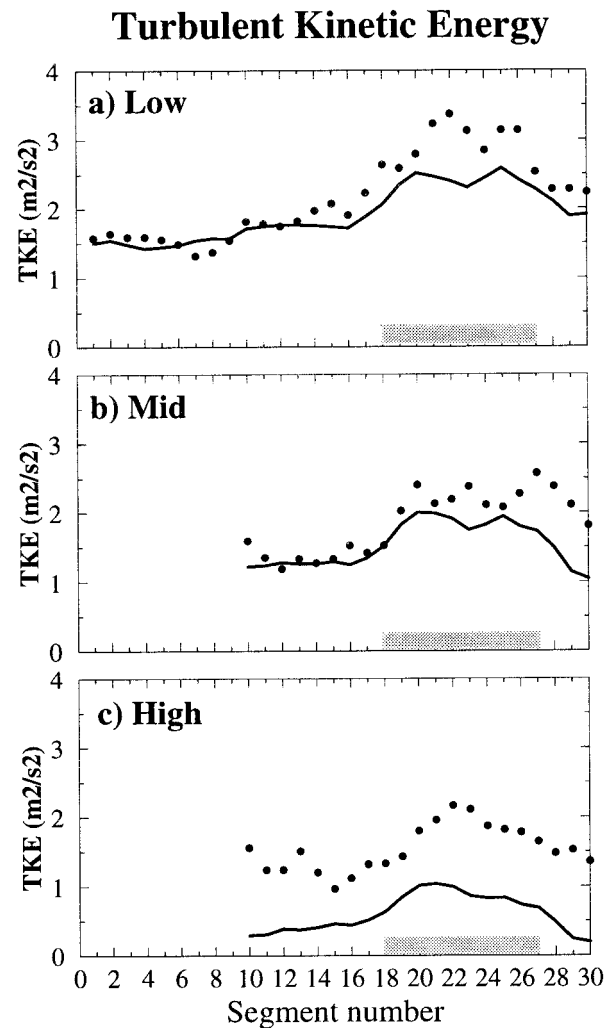 Turbulent Kinetic Energy
4
a) Low
3
TKE (m2/s2)
2
1
0
4
b) Mid
3
TKE (m2/s2)
2
1
0
4
c) High
3
TKE (m2/s2)
2
1
0
0 2 4 6 8 10 12 14 16 18 20 22 24 26 28 30
Segment number